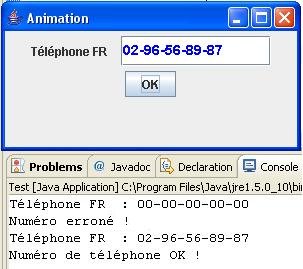 Animation
Téléphone FR 02-96-56-89-87
OK
Problems @ Javadoc Declaration Console
Test [Java Application] C:\Program Files\Java\jre1.5.0_10\bin
Téléphone FR : 00-00-00-00-00
Numéro erroné !
Téléphone FR : 02-96-56-89-87
Numéro de téléphone OK !